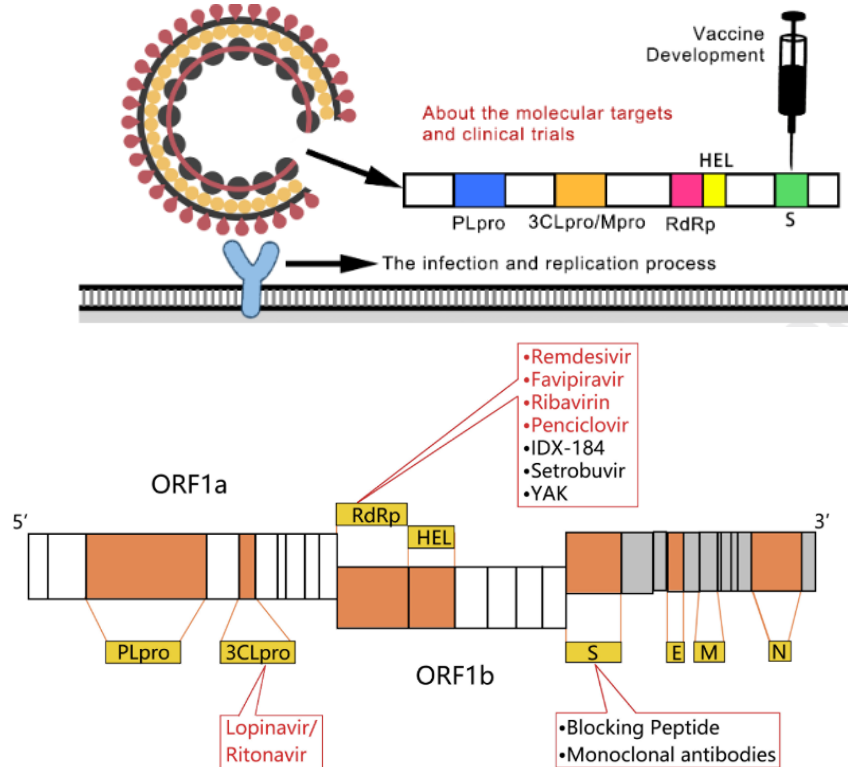 Vaccine
Development
About the molecular targets
and clinical trials
HEL
PLpro
3CLpro/Mpro
RdRp
S
The infection and replication process
•Remdesivir
•Favipiravir
•Ribavirin
•Penciclovir
•IDX-184
•Setrobuvir
•YAK
ORF1a
5’
RdRp
3’
HEL
PLpro
3CLpro
S
E
M
N
ORF1b
Lopinavir/
Ritonavir
•Blocking Peptide
•Monoclonal antibodies